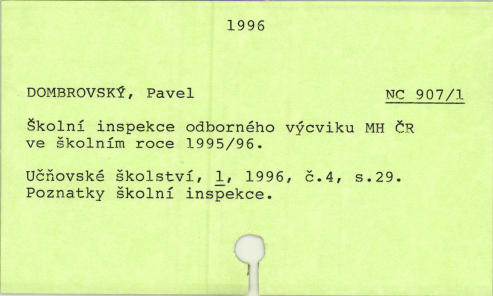 1996
DOMBROVSKÝ, Pavel NC 907/1
Školní inspekce odborného výcviku MH ČR
ve školním roce 1995/96.
Učňovské školství, 1, 1996, č.4, s.29.
Poznatky školní inspekce.